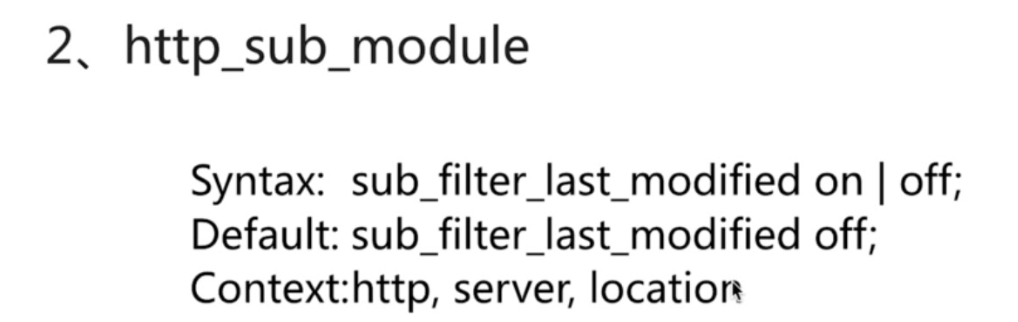 2、http_sub_module
Syntax: sub_filter_last_modified on | off;
Default: sub_filter_last_modified off;
Context:http, server, location